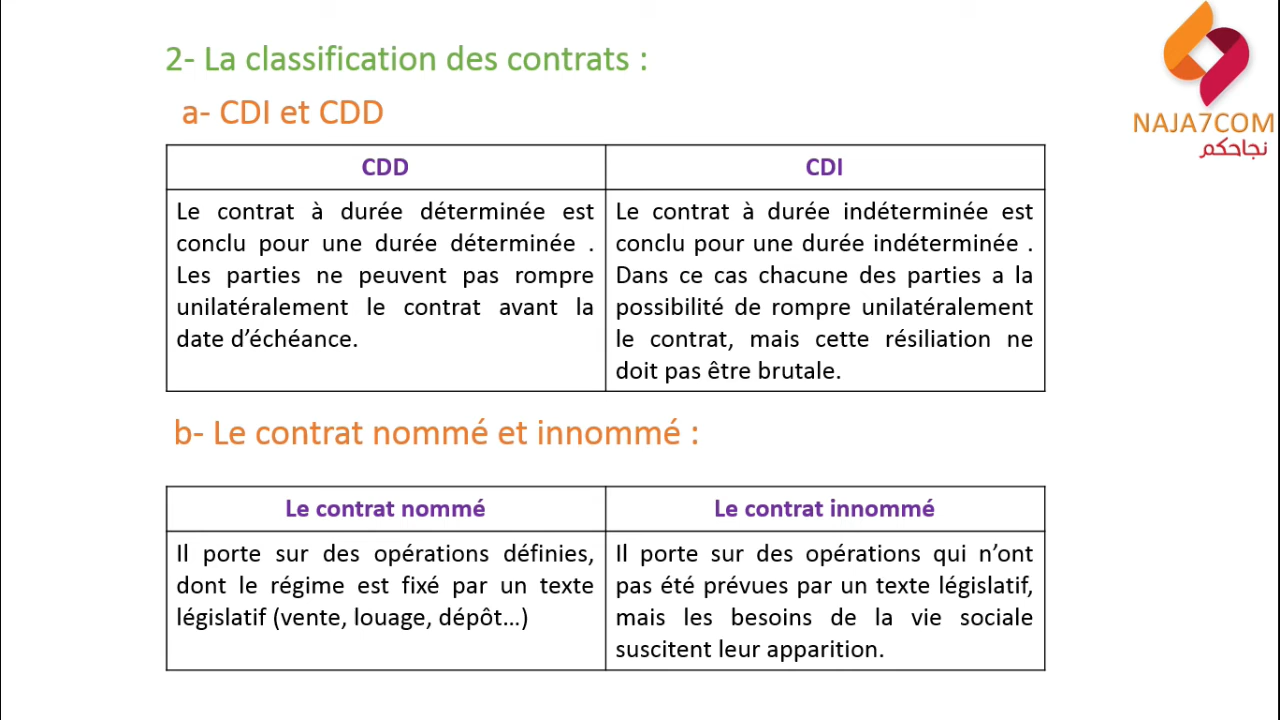 2- La classification des contrats :
a- CDI et CDD
NAJA7COM
نجاحكم
CDD
CDI
Le contrat à durée déterminée est
conclu pour une durée déterminée .
Les parties ne peuvent pas rompre
unilatéralement le contrat avant la
date d’échéance.
Le contrat à durée indéterminée est
conclu pour une durée indéterminée .
Dans ce cas chacune des parties a la
possibilité de rompre unilatéralement
le contrat, mais cette résiliation ne
doit pas être brutale.
b- Le contrat nommé et innommé :
Le contrat nommé
Le contrat innommé
Il porte sur des opérations définies,
dont le régime est fixé par un texte
législatif (vente, louage, dépôt…)
Il porte sur des opérations qui n’ont
pas été prévues par un texte législatif,
mais les besoins de la vie sociale
suscitent leur apparition.